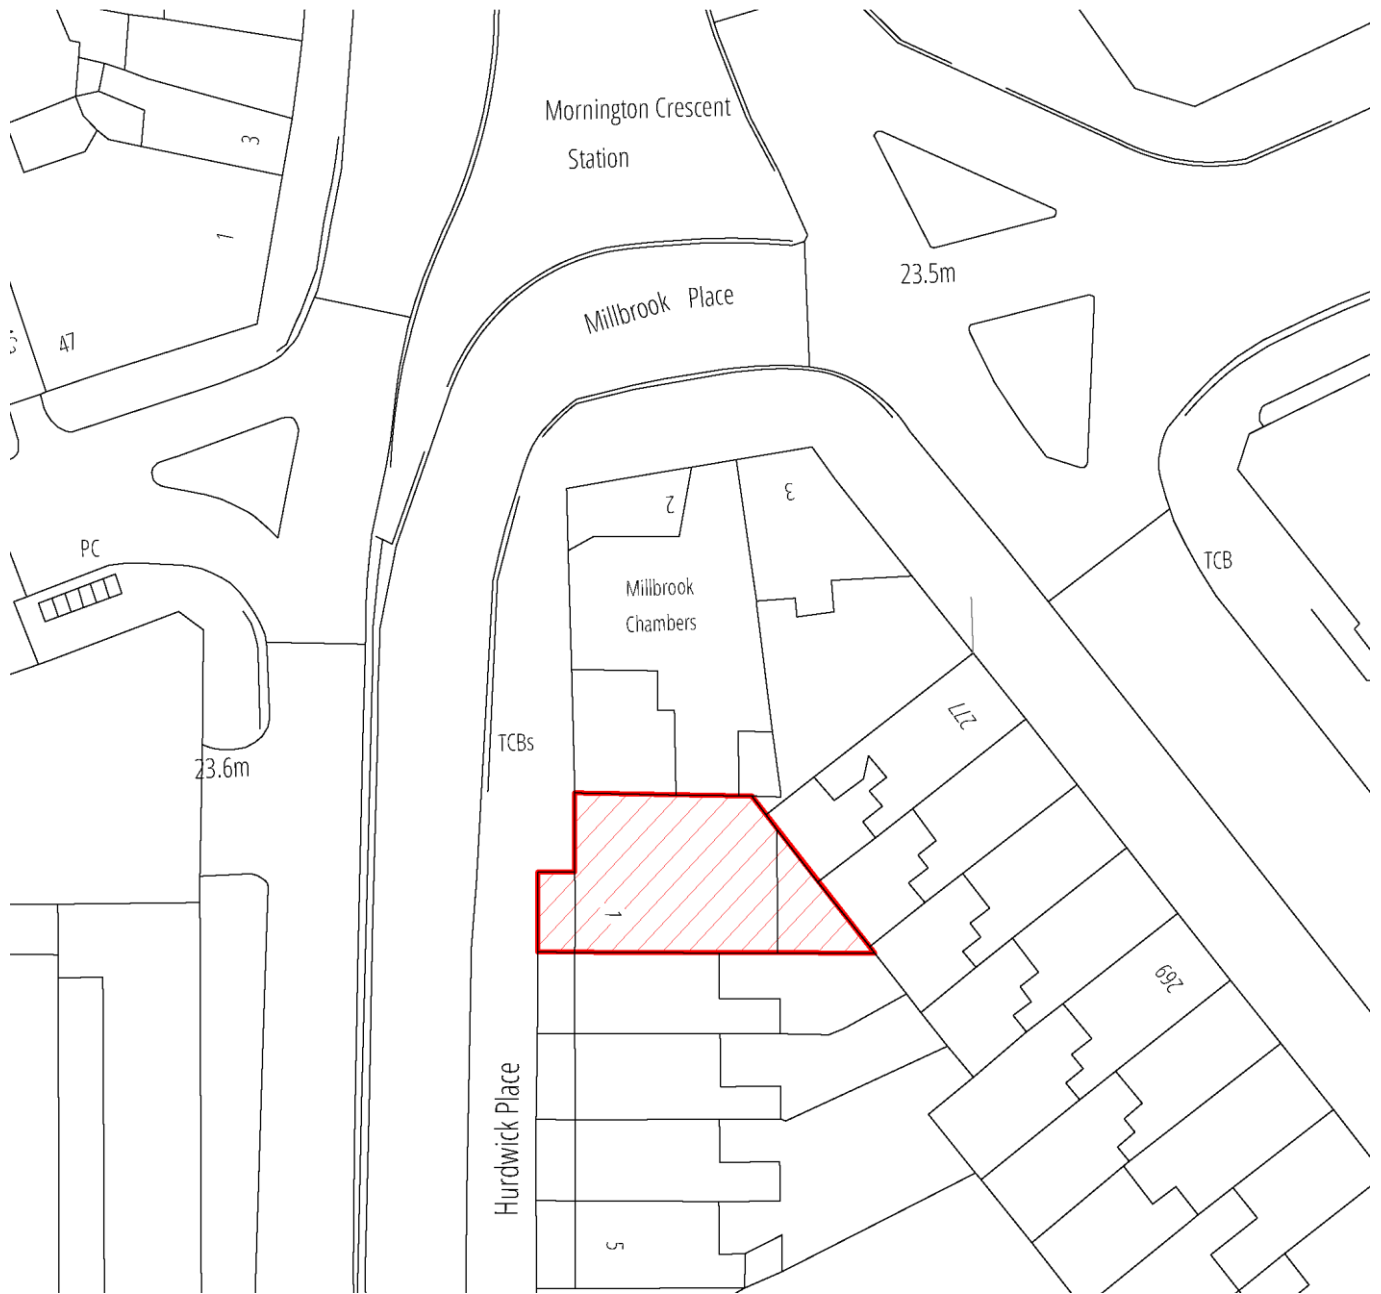 Mornington Crescent
Station
3
1
47
Millbrook Place
23.5m
2
3
PC
Millbrook
Chambers
TCB
277
TCBs
23.6m
1
269
Hurdwick Place
5